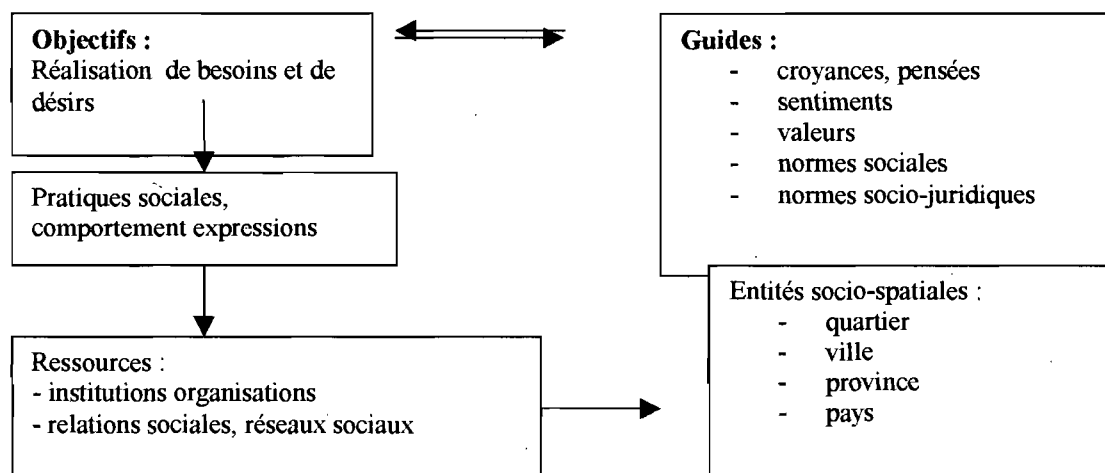 Objectifs :
Réalisation de besoins et de
désirs
Pratiques sociales,
comportement expressions
Ressources :
- institutions organisations
- relations sociales, réseaux sociaux
Guides :
- croyances, pensées
- sentiments
- valeurs
- normes sociales
- normes socio-juridiques
Entités socio-spatiales :
- quartier
- ville
- province
- pays